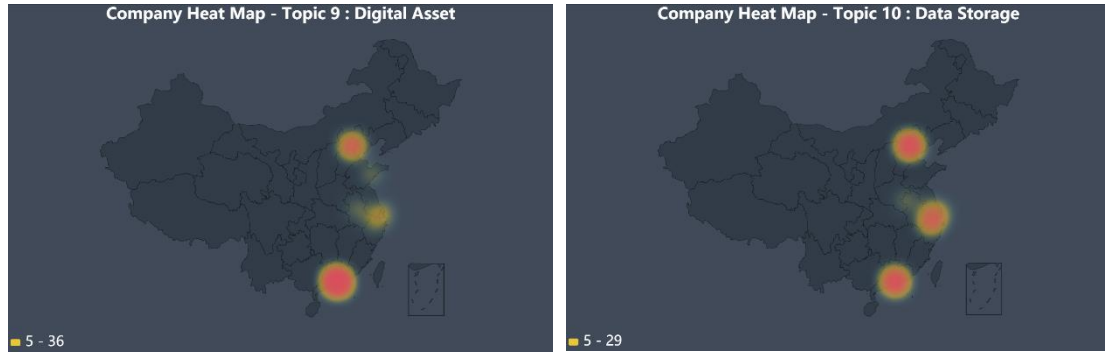 Company Heat Map - Topic 9 : Digital Asset
5 - 36
Company Heat Map - Topic 10 : Data Storage
5 - 29